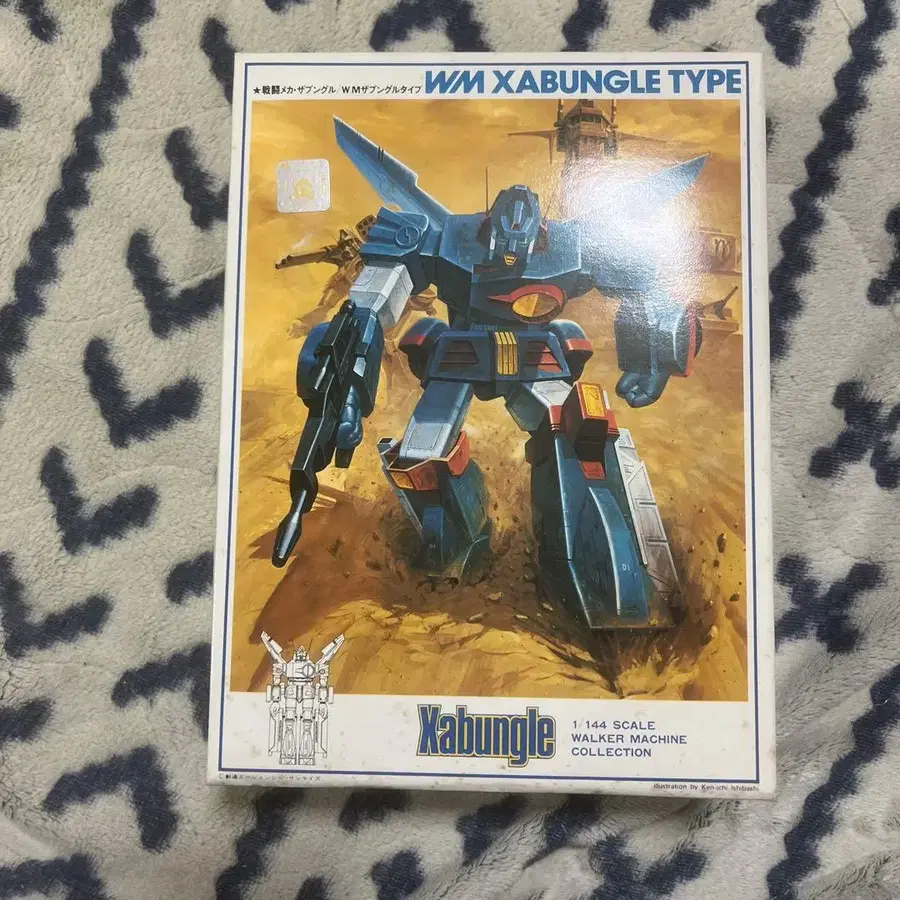 ★戦闘メカ・ザブングル/WMザブングルタイプ WM XABUNGLE TYPE
D1
Xabungle
1/144 SCALE
WALKER MACHINE
COLLECTION
illustration by Ken-ichi Ishibashi